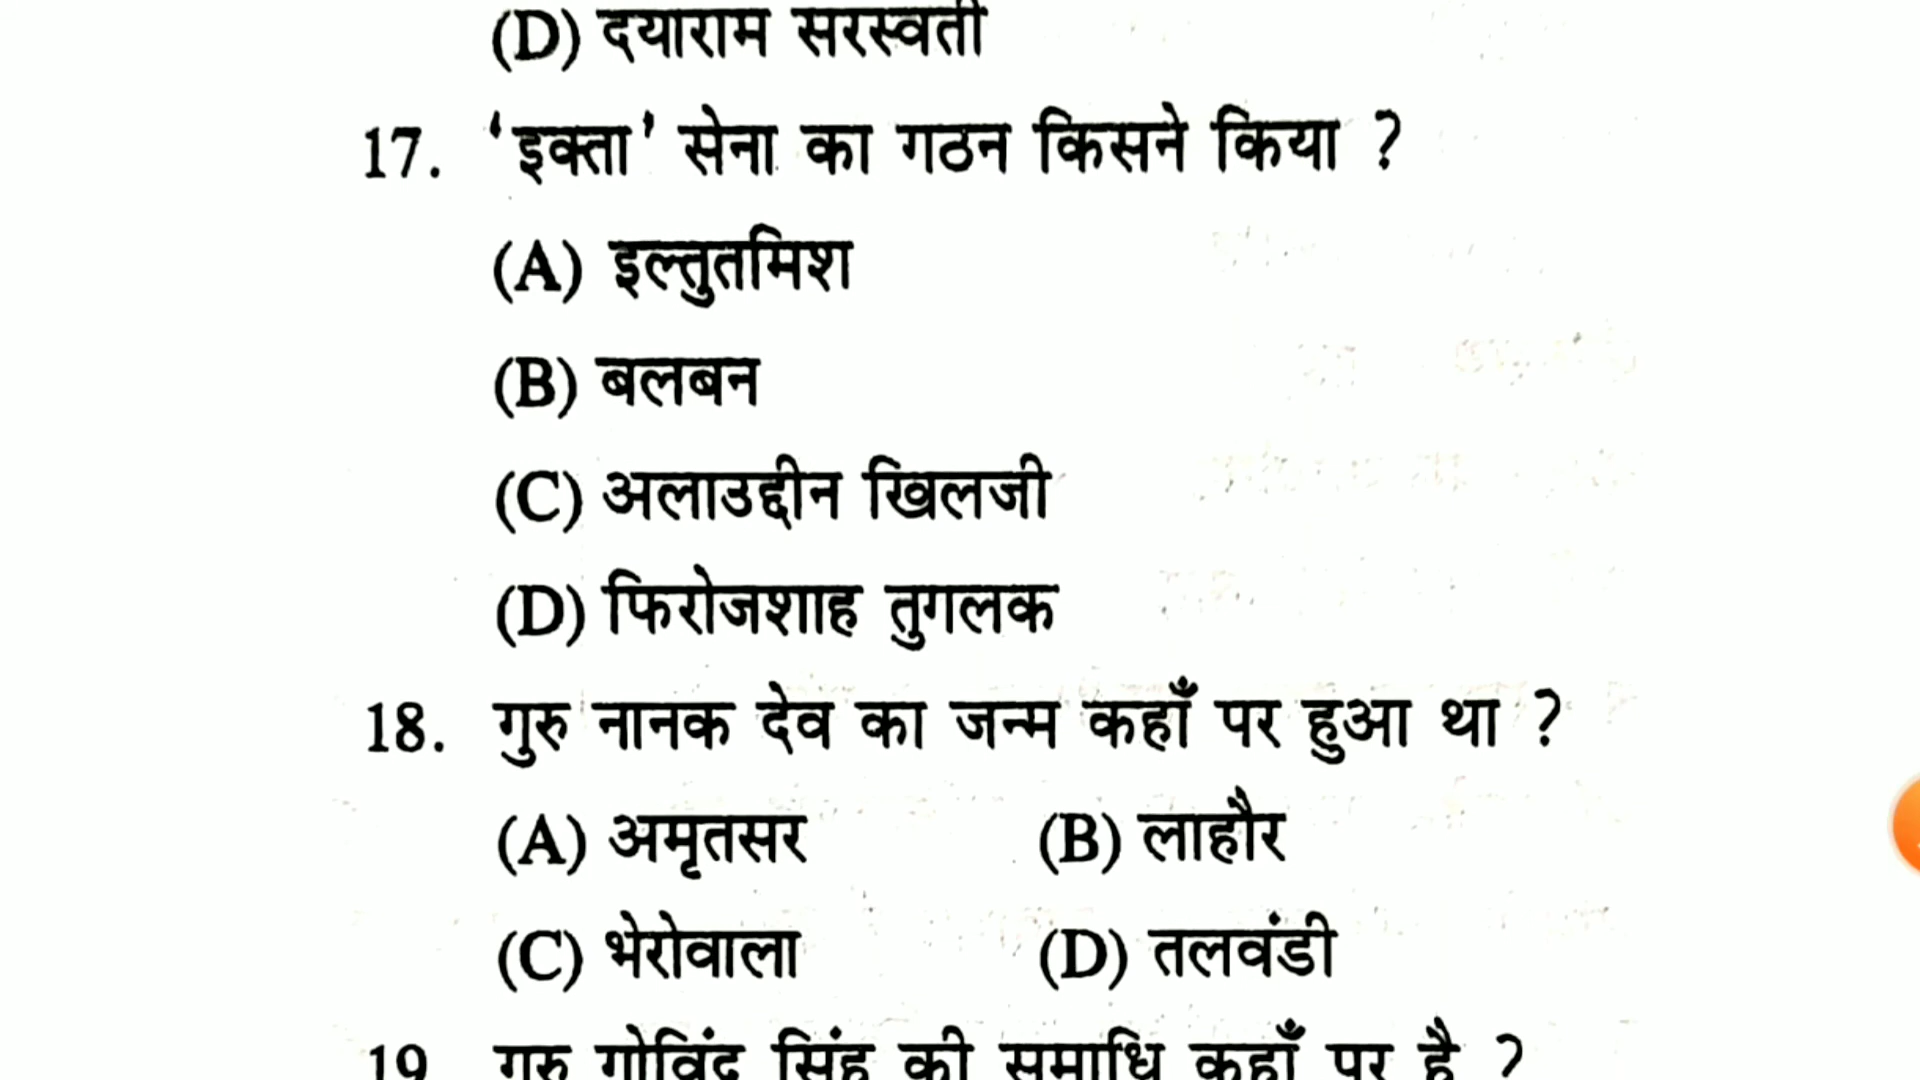 (D) दयाराम सरस्वती
17. 'इक्ता' सेना का गठन किसने किया ?
(A) इल्तुतमिश
(B) बलबन
(C) अलाउद्दीन खिलजी
(D) फिरोजशाह तुगलक
18. गुरु नानक देव का जन्म कहाँ पर हुआ था ?
(A) अमृतसर (B) लाहौर
(C) भेरोवाला (D) तलवंडी
19 गुरु गोविंद सिंह की समाधि कहाँ पर है ?